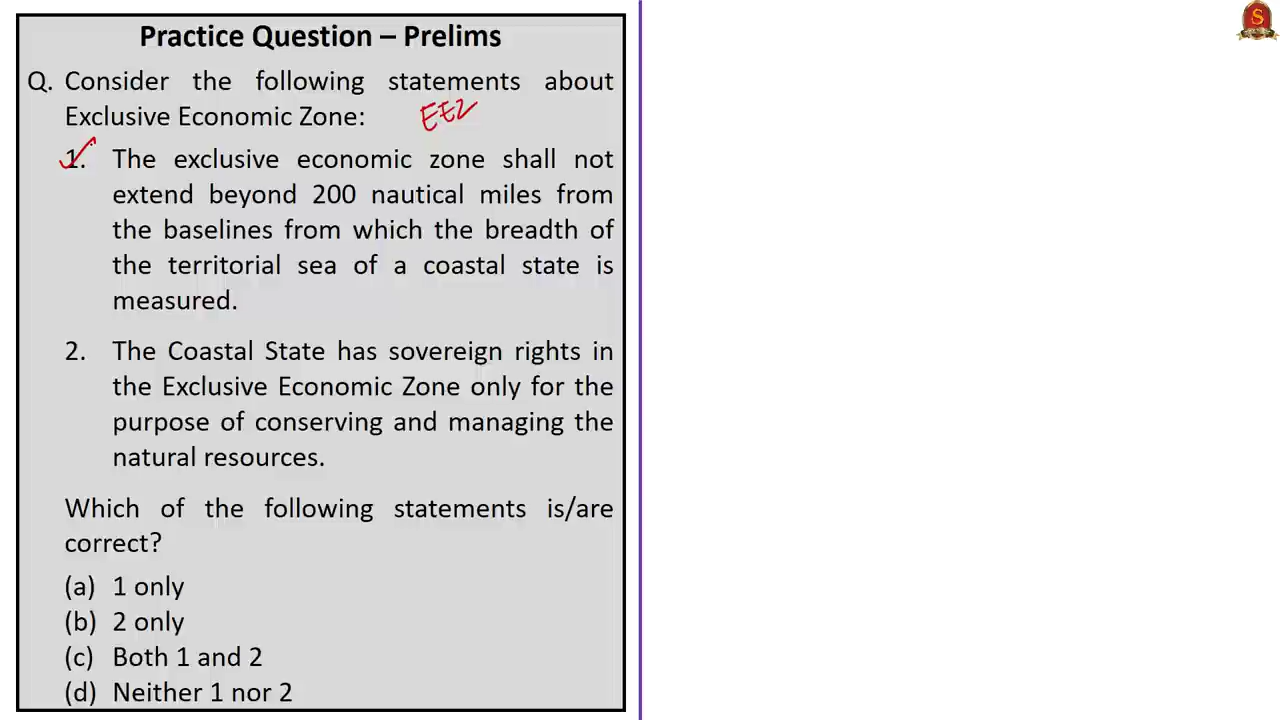 Practice Question – Prelims
Q. Consider the following statements about
Exclusive Economic Zone: EEZ
1. The exclusive economic zone shall not
extend beyond 200 nautical miles from
the baselines from which the breadth of
the territorial sea of a coastal state is
measured.
2. The Coastal State has sovereign rights in
the Exclusive Economic Zone only for the
purpose of conserving and managing the
natural resources.
Which of the following statements is/are
correct?
(a) 1 only
(b) 2 only
(c) Both 1 and 2
(d) Neither 1 nor 2
S